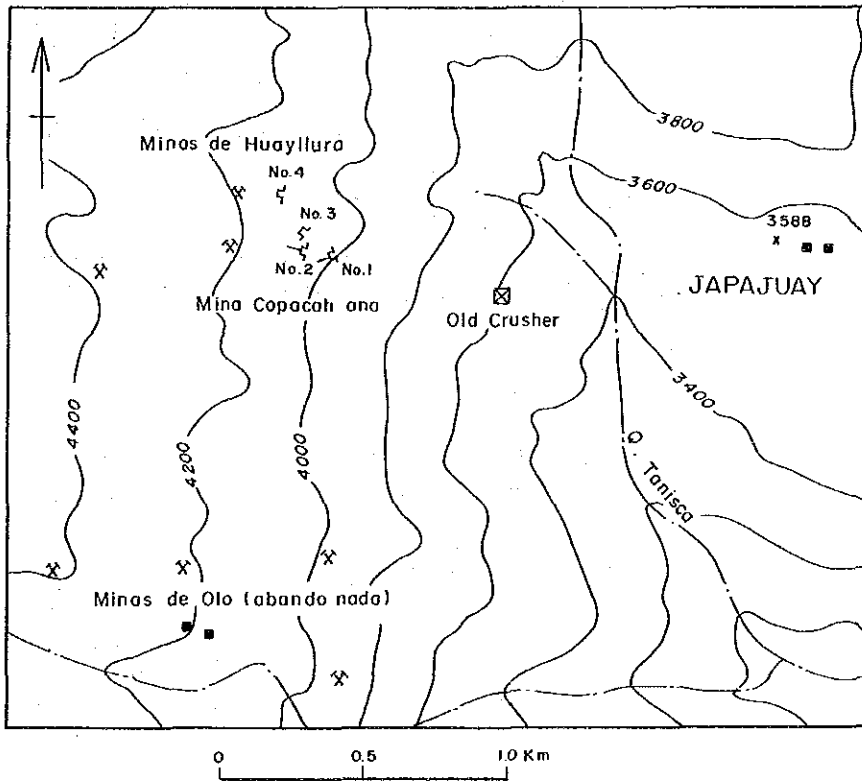 3800
Minas de Huayllura
No.4
3600
No.3
3588
No.2
No.1
JAPAJUAY
Mina Copacah ana
Old Crusher
3400
4400
4200
4000
Q. Tanisca
Minas de Olo (abando nada)
0
0.5
1.0 Km